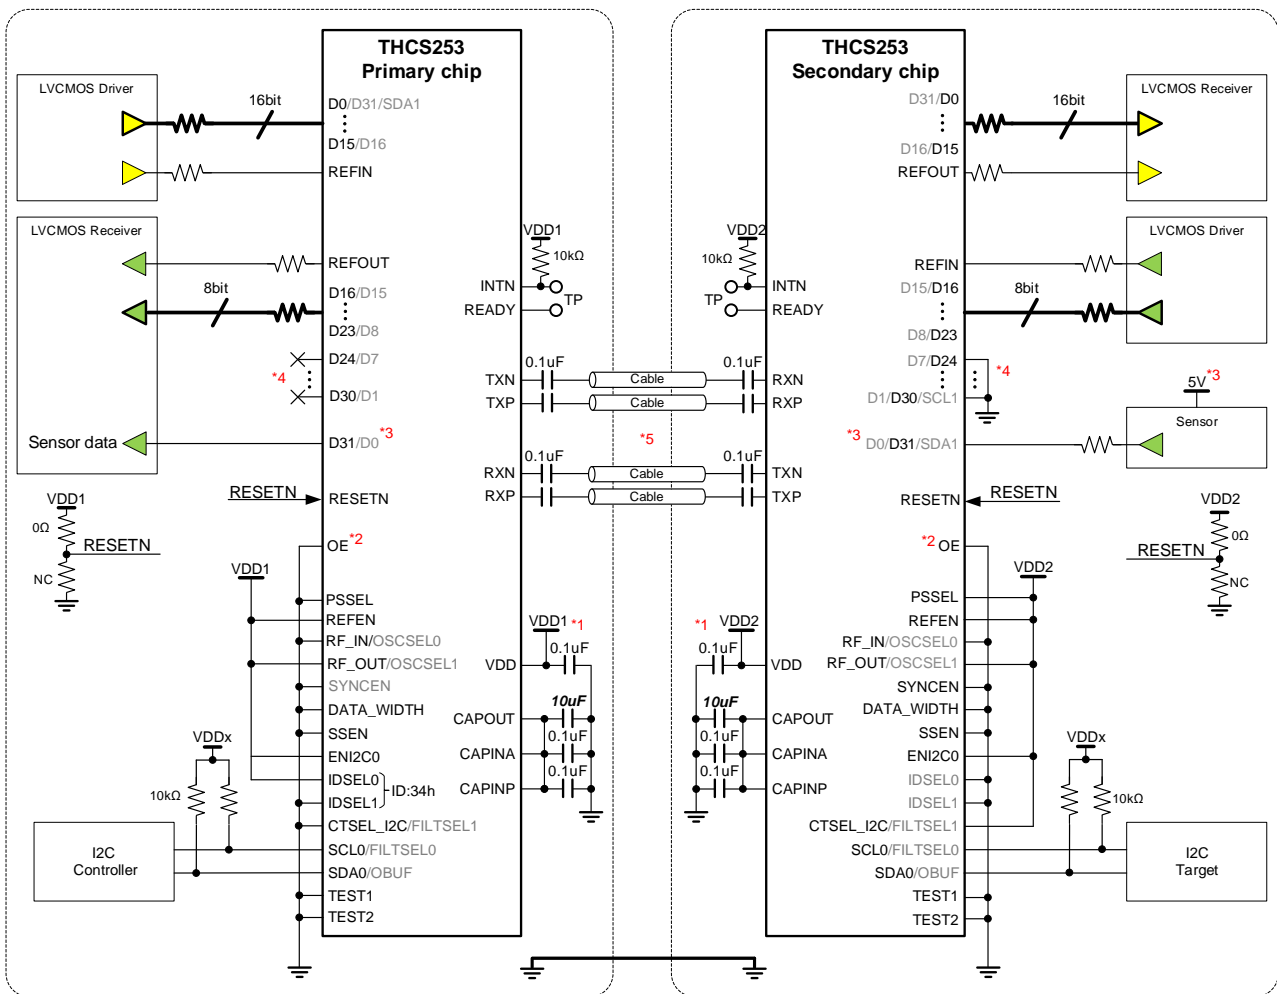 THCS253
Primary chip
LVCMOS Driver
16bit
D0/D31/SDA1
D15/D16
REFIN
LVCMOS Receiver
REFOUT
8bit
D16/D15
D23/D8
D24/D7
*4
D30/D1
Sensor data
D31/D0 *3
RESETN
RESETN
VDD1
0Ω
RESETN
NC
OE *2
VDD1
PSSEL
REFEN
RF_IN/OSCSEL0
RF_OUT/OSCSEL1
SYNCEN
DATA_WIDTH
SSEN
ENI2C0
IDSEL0
ID:34h
IDSEL1
CTSEL_I2C/FILTSEL1
SCL0/FILTSEL0
SDA0/OBUF
TEST1
TEST2
VDDx
10kΩ
I2C
Controller
VDD1
10kΩ
INTN
TP
READY
0.1uF
TXN
TXP
0.1uF
RXN
RXP
VDD1 *1
0.1uF
VDD
10uF
CAPOUT
0.1uF
CAPINA
0.1uF
CAPINP
Cable
Cable
*5
Cable
Cable
THCS253
Secondary chip
D31/D0
16bit
LVCMOS Receiver
D16/D15
REFOUT
LVCMOS Driver
REFIN
D15/D16
8bit
D8/D23
D7/D24
*4
D1/D30/SCL1
5V *3
Sensor
*3 D0/D31/SDA1
RESETN
RESETN
VDD2
0Ω
RESETN
NC
*2 OE
VDD2
PSSEL
REFEN
RF_IN/OSCSEL0
RF_OUT/OSCSEL1
SYNCEN
DATA_WIDTH
SSEN
ENI2C0
IDSEL0
IDSEL1
CTSEL_I2C/FILTSEL1
SCL0/FILTSEL0
SDA0/OBUF
TEST1
TEST2
VDDx
10kΩ
I2C
Target
VDD2
10kΩ
INTN
TP
READY
0.1uF
RXN
RXP
0.1uF
TXN
TXP
*1 VDD2
0.1uF
VDD
10uF
CAPOUT
0.1uF
CAPINA
0.1uF
CAPINP